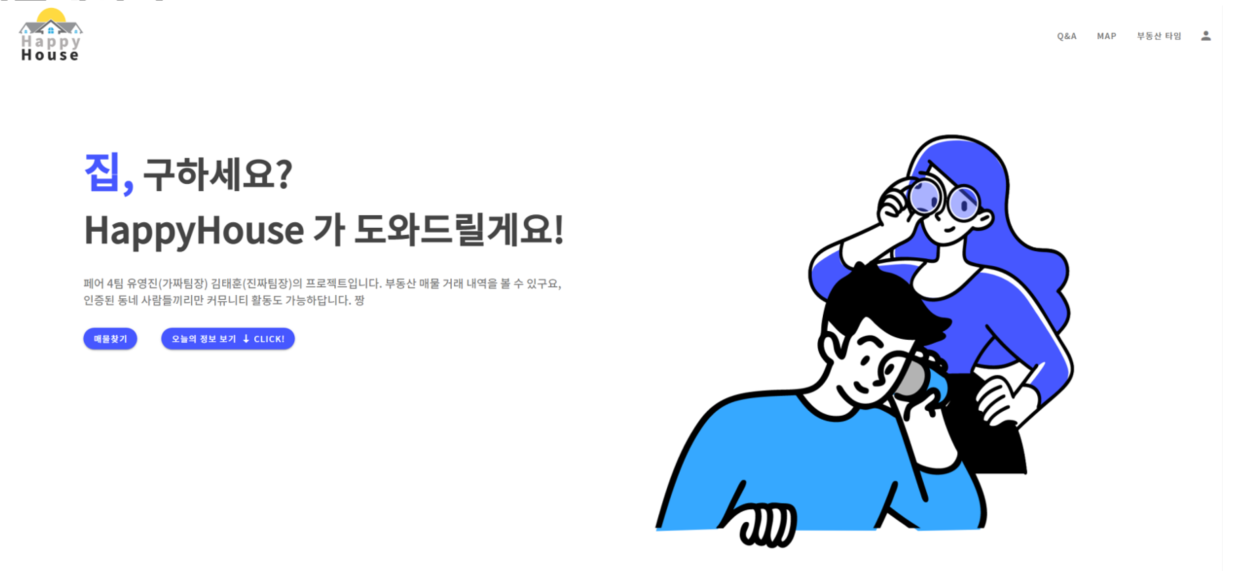 Happy
House
Q&A MAP 부동산 타임
집, 구하세요?
HappyHouse 가 도와드릴게요!
페어 4팀 유영진(가짜팀장) 김태훈(진짜팀장)의 프로젝트입니다. 부동산 매물 거래 내역을 볼 수 있구요,
인증된 동네 사람들끼리만 커뮤니티 활동도 가능하답니다. 짱
매물찾기 오늘의 정보 보기 ↓ CLICK!